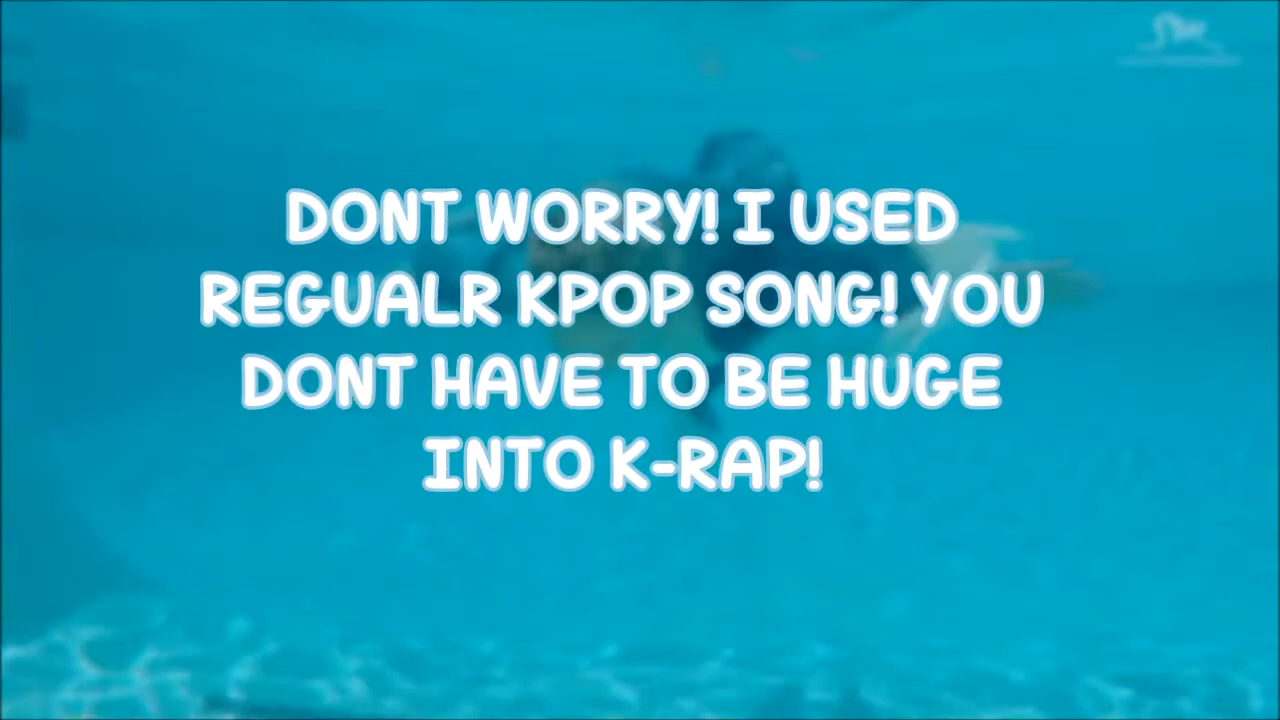 DONT WORRY! I USED
REGUALR KPOP SONG! YOU
DONT HAVE TO BE HUGE
INTO K-RAP!